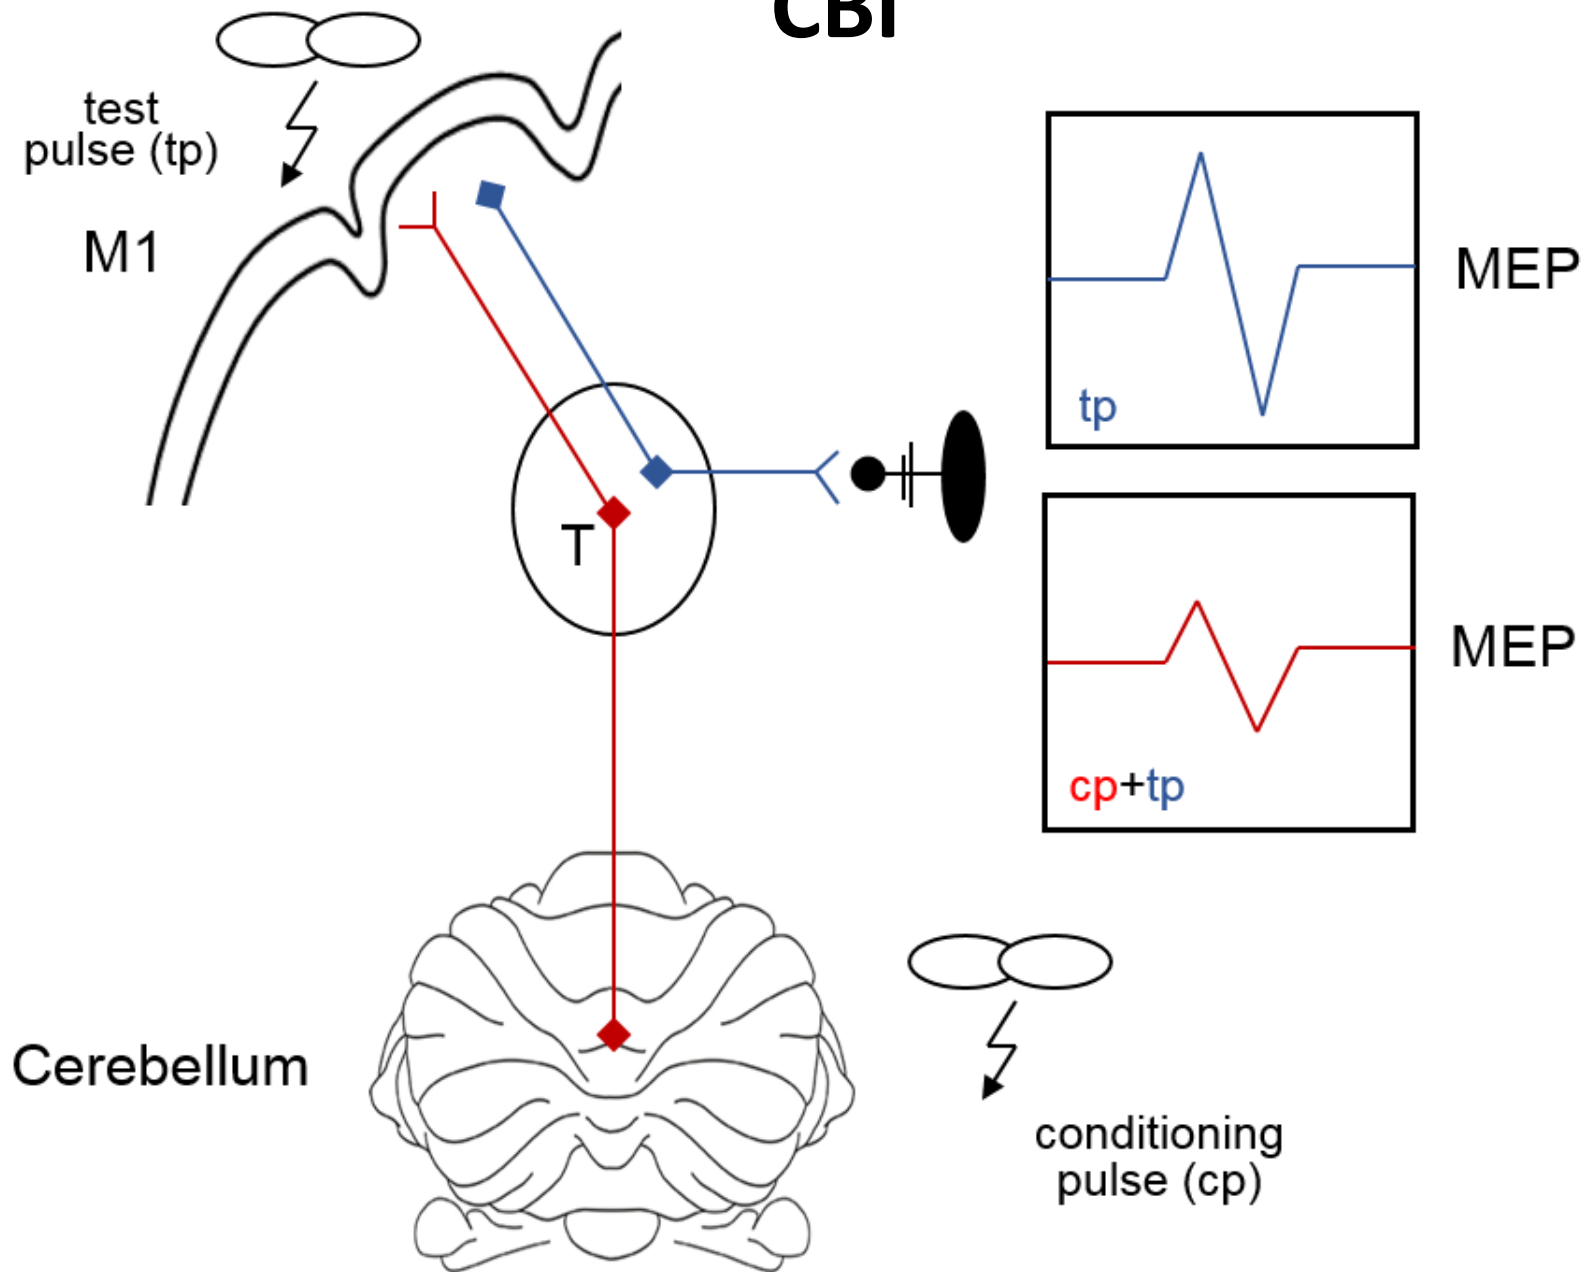 CBI
test
pulse (tp)
M1
MEP
tp
T
MEP
cp+tp
Cerebellum
conditioning
pulse (cp)